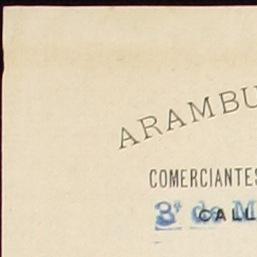 ARAMBU
COMERCIANTES
3ª de M
CALL